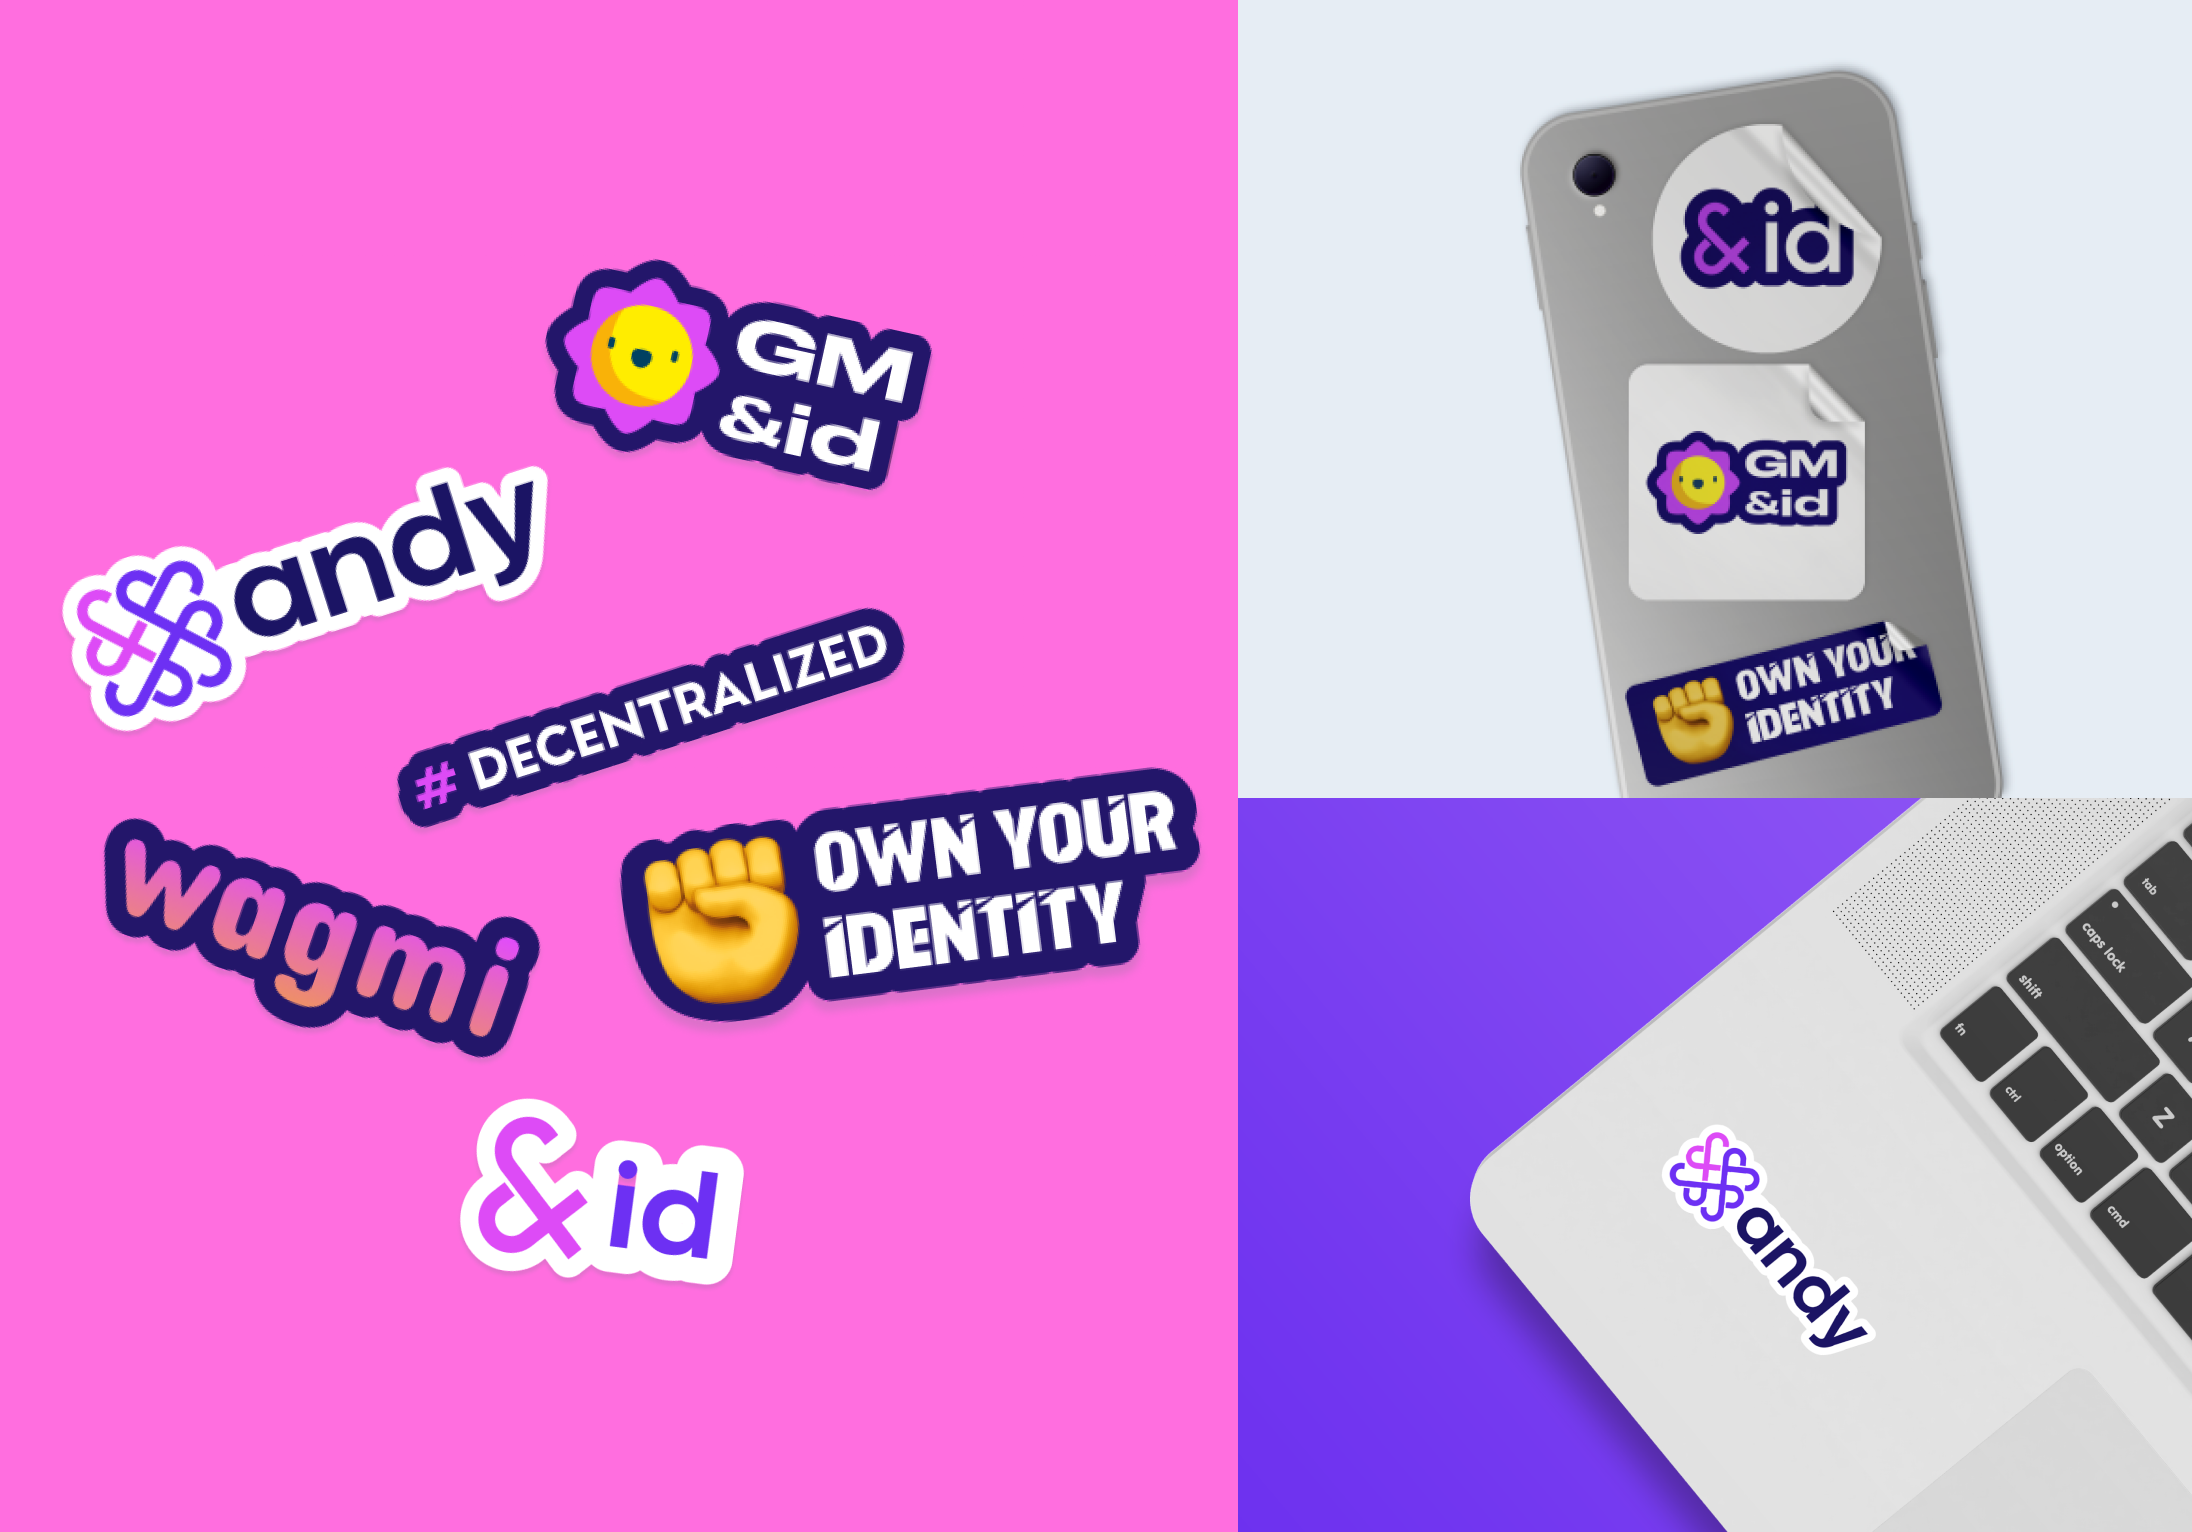 GM
&id
andy
# DECENTRALIZED
wagmi
OWN YOUR
IDENTITY
&id
&id
GM
&id
OWN YOUR
IDENTITY
tab
caps lock
shift
fn
ctrl
Z
option
cmd
andy